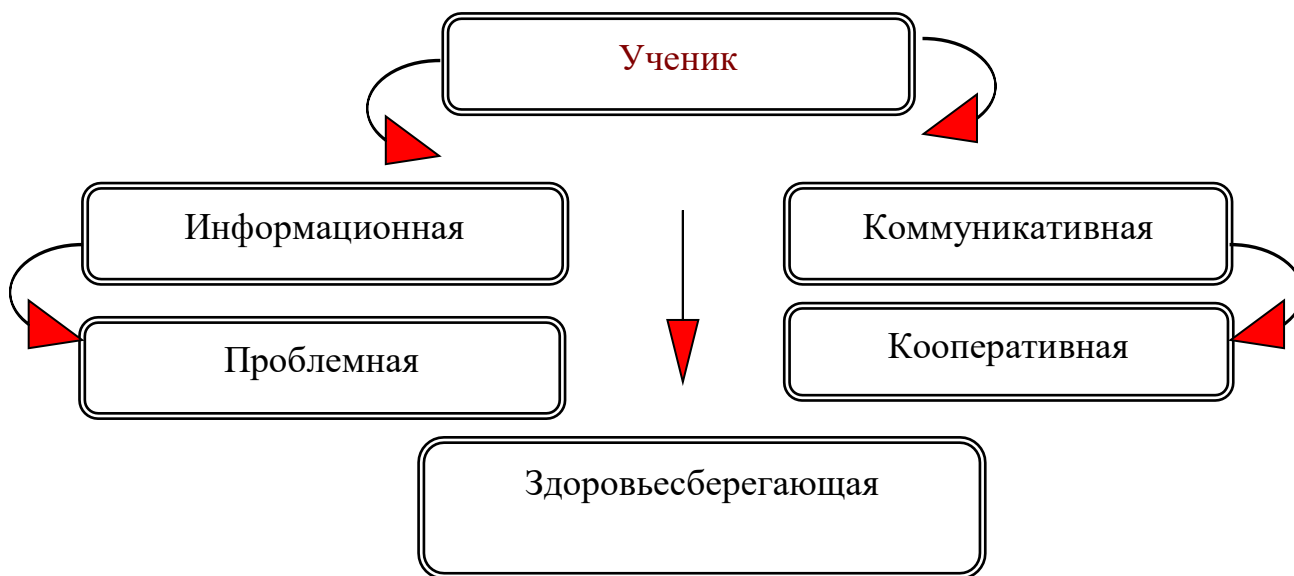 Ученик
Информационная
Коммуникативная
Проблемная
Кооперативная
Здоровьесберегающая